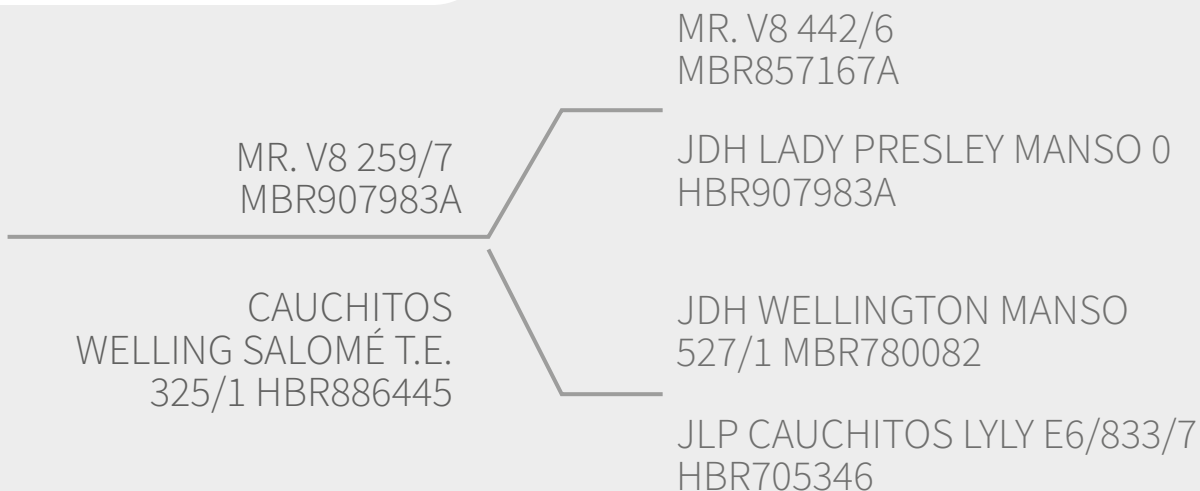 MR. V8 442/6
MBR857167A
MR. V8 259/7
MBR907983A
JDH LADY PRESLEY MANSO 0
HBR907983A
CAUCHITOS
WELLING SALOMÉ T.E.
325/1 HBR886445
JDH WELLINGTON MANSO
527/1 MBR780082
JLP CAUCHITOS LYLY E6/833/7
HBR705346